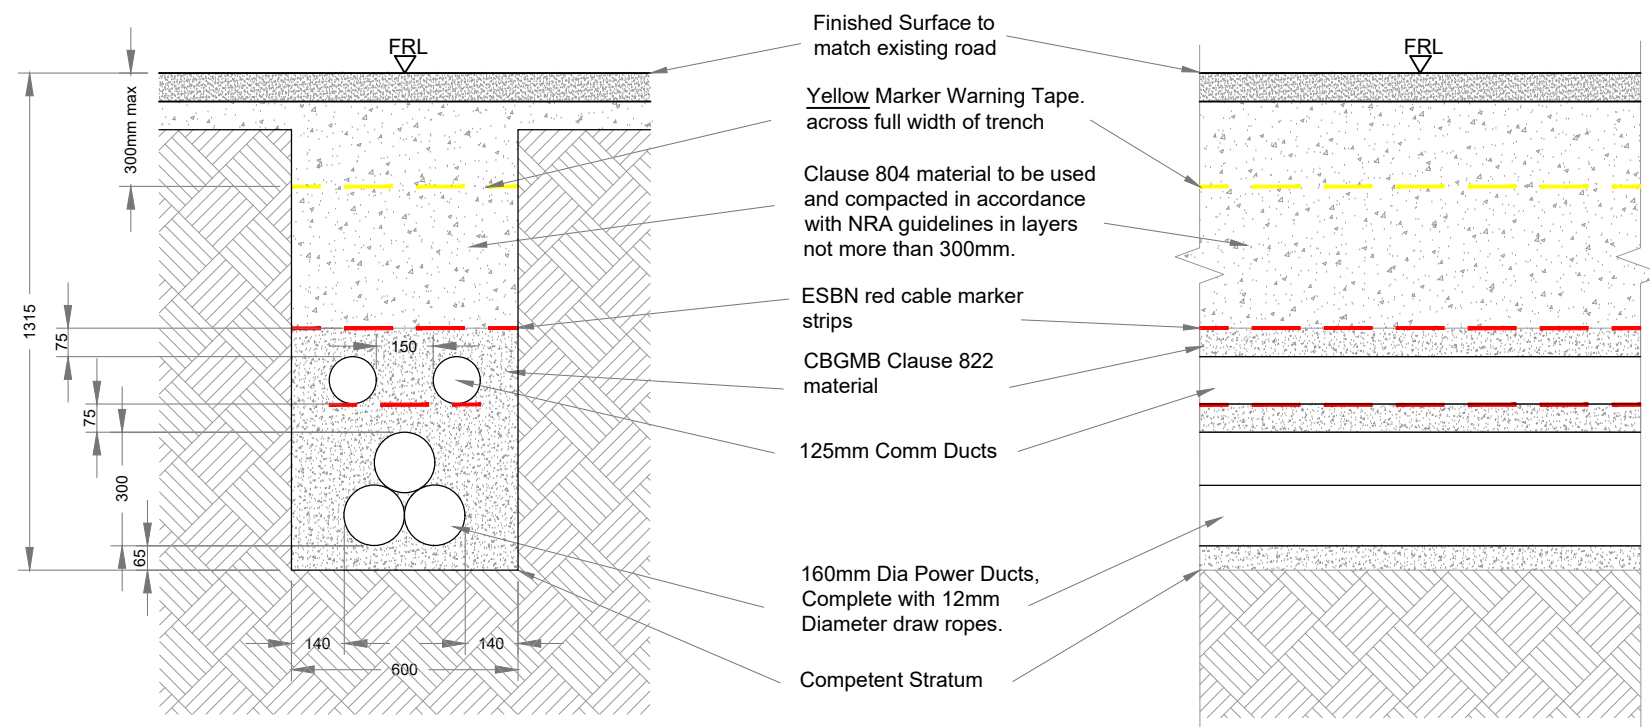 FRL
Finished Surface to
match existing road
FRL
300mm max
Yellow Marker Warning Tape.
across full width of trench
Clause 804 material to be used
and compacted in accordance
with NRA guidelines in layers
not more than 300mm.
1315
ESBN red cable marker
strips
75
150
CBGMB Clause 822
material
75
125mm Comm Ducts
300
65
160mm Dia Power Ducts,
Complete with 12mm
Diameter draw ropes.
140
140
600
Competent Stratum